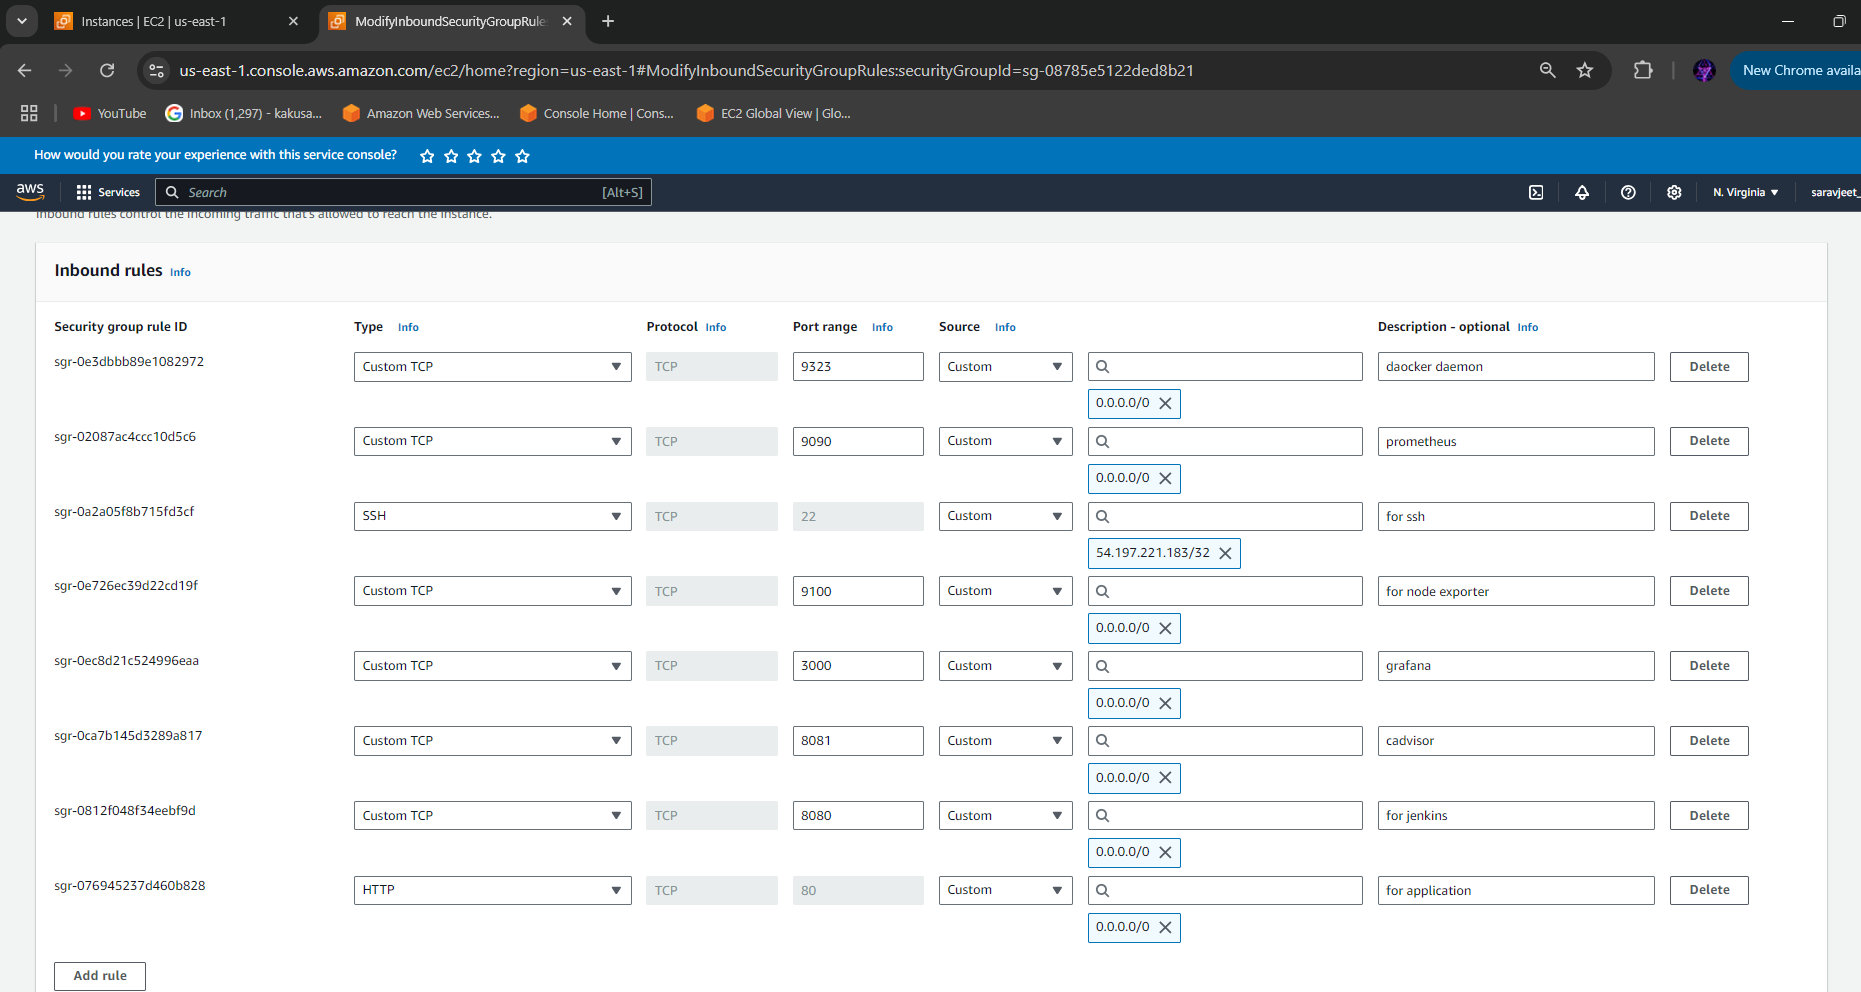 Instances | EC2 | us-east-1
ModifyInboundSecurityGroupRule
us-east-1.console.aws.amazon.com/ec2/home?region=us-east-1#ModifyInboundSecurityGroupRules:securityGroupId=sg-08785e5122ded8b21
New Chrome availa
YouTube Inbox (1,297) - kakusa... Amazon Web Services... Console Home | Cons... EC2 Global View | Glo...
How would you rate your experience with this service console?
aws Services Search [Alt+S] N. Virginia saravjeet_
Inbound rules control the incoming traffic that's allowed to reach the instance.
Inbound rules Info
Security group rule ID Type Info Protocol Info Port range Info Source Info Description - optional Info
sgr-0e3dbbb89e1082972 Custom TCP TCP 9323 Custom daocker daemon Delete
0.0.0.0/0
sgr-02087ac4ccc10d5c6 Custom TCP TCP 9090 Custom prometheus Delete
0.0.0.0/0
sgr-0a2a05f8b715fd3cf SSH TCP 22 Custom for ssh Delete
54.197.221.183/32
sgr-0e726ec39d22cd19f Custom TCP TCP 9100 Custom for node exporter Delete
0.0.0.0/0
sgr-0ec8d21c524996eaa Custom TCP TCP 3000 Custom grafana Delete
0.0.0.0/0
sgr-0ca7b145d3289a817 Custom TCP TCP 8081 Custom cadvisor Delete
0.0.0.0/0
sgr-0812f048f34eebf9d Custom TCP TCP 8080 Custom for jenkins Delete
0.0.0.0/0
sgr-076945237d460b828 HTTP TCP 80 Custom for application Delete
0.0.0.0/0
Add rule